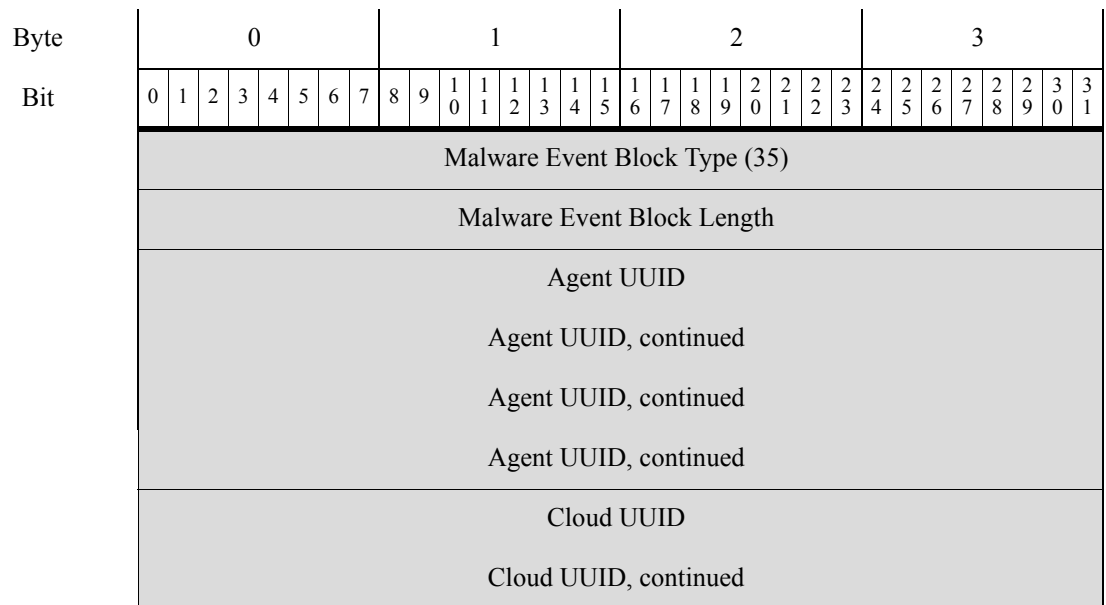 Byte 0 1 2 3
Bit 0 1 2 3 4 5 6 7 8 9 10 11 12 13 14 15 16 17 18 19 20 21 22 23 24 25 26 27 28 29 30 31
Malware Event Block Type (35)
Malware Event Block Length
Agent UUID
Agent UUID, continued
Agent UUID, continued
Agent UUID, continued
Cloud UUID
Cloud UUID, continued